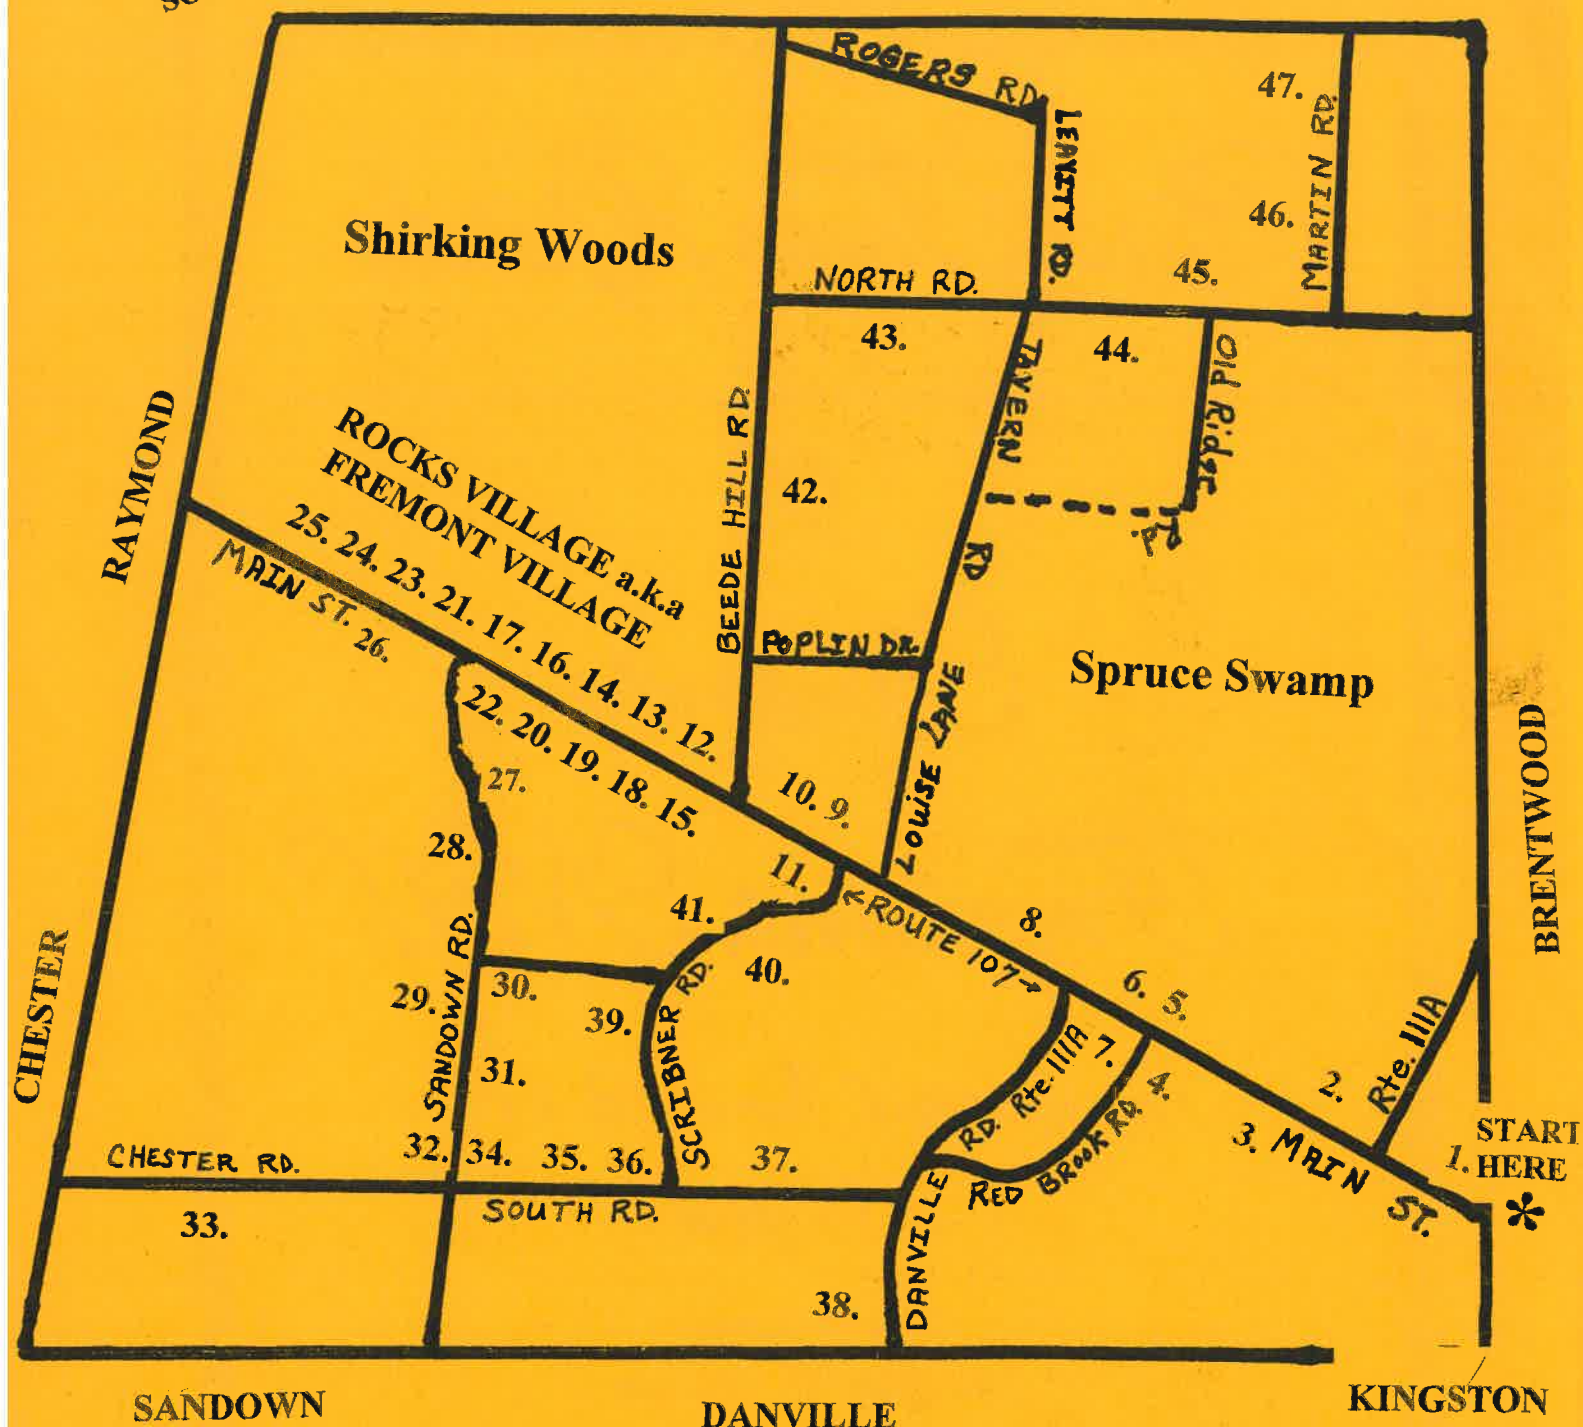 ROGERS RD.
LEAVITT RD.
47.
MARTIN RD.
46.
Shirking Woods
NORTH RD.
45.
43.
TAVERN RD
44.
Old Ridge Rd.
RAYMOND
ROCKS VILLAGE a.k.a
FREMONT VILLAGE
BEEDE HILL RD.
42.
25. 24. 23. 21. 17. 16. 14. 13. 12.
MAIN ST. 26.
POPLIN DR.
Spruce Swamp
22. 20. 19. 18. 15.
27.
10. 9.
LOUISE LANE
BRENTWOOD
28.
11.
41.
←ROUTE 107→
8.
CHESTER
29.
SANDOWN RD.
30.
39.
SCRIBNER RD.
40.
6. 5.
31.
7.
4.
2.
Rte. 111A
3. MAIN ST.
1.
START
HERE
*
CHESTER RD.
32.
34. 35. 36.
37.
DANVILLE RD. Rte. 111A
RED BROOK RD.
33.
SOUTH RD.
38.
SANDOWN
DANVILLE
KINGSTON